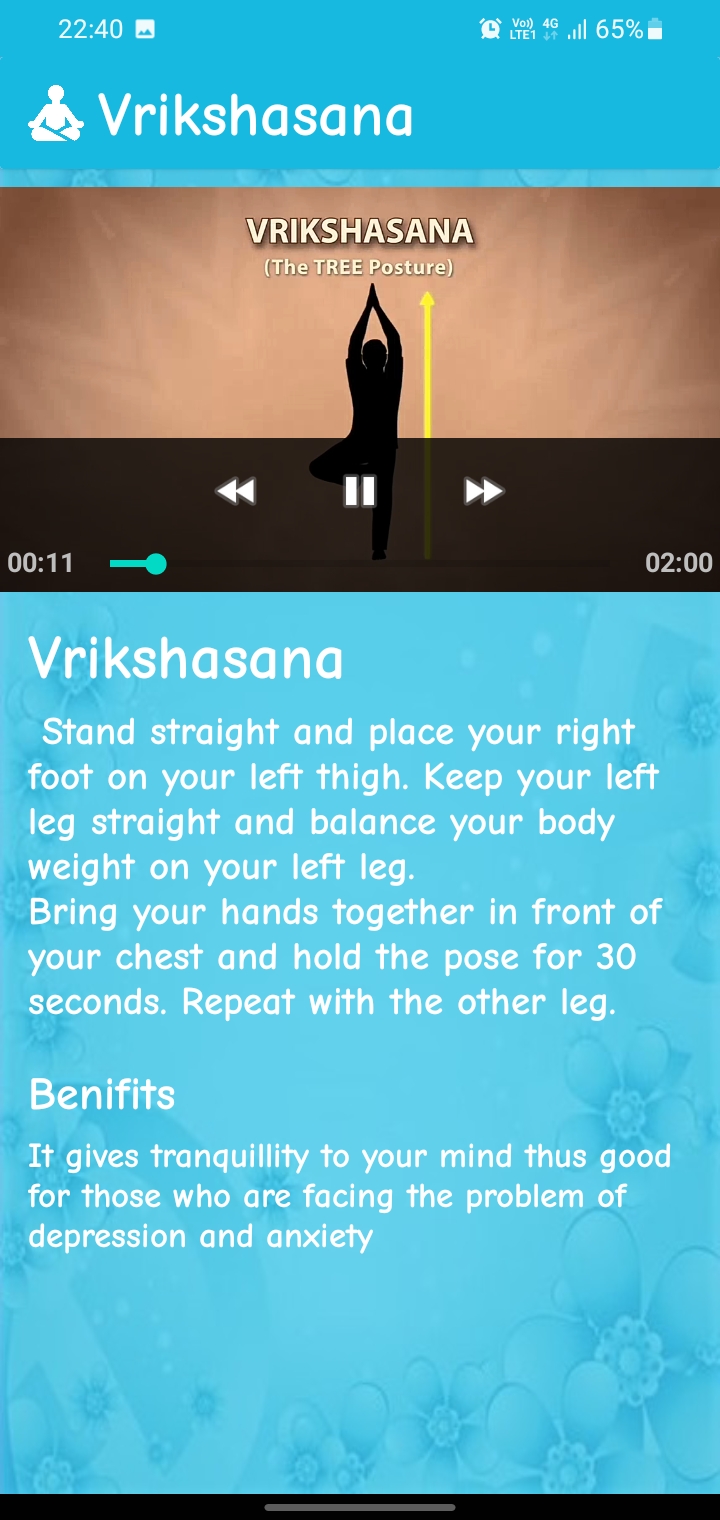 22:40
Vo)) 4G
LTE1
65%
Vrikshasana
VRIKSHASANA
(The TREE Posture)
00:11
02:00
Vrikshasana
Stand straight and place your right
foot on your left thigh. Keep your left
leg straight and balance your body
weight on your left leg.
Bring your hands together in front of
your chest and hold the pose for 30
seconds. Repeat with the other leg.
Benifits
It gives tranquillity to your mind thus good
for those who are facing the problem of
depression and anxiety